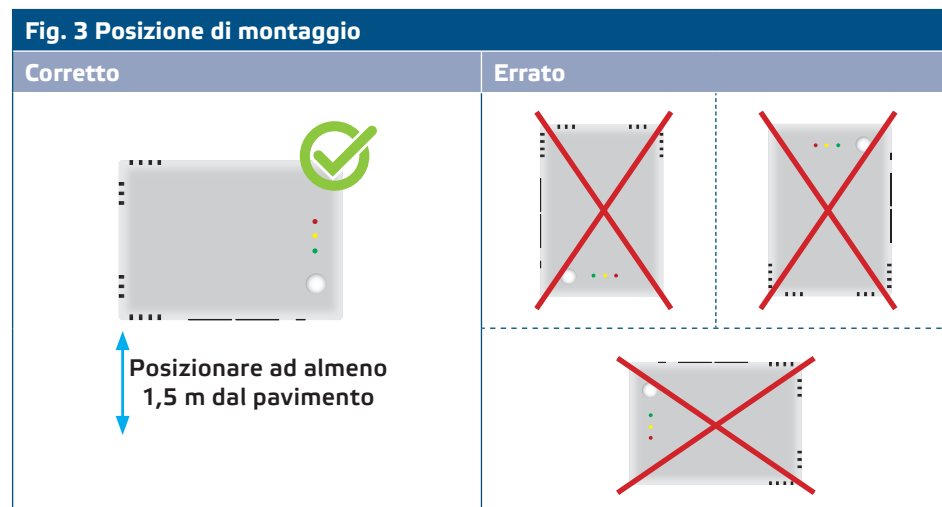 Fig. 3 Posizione di montaggio
Corretto
Errato
Posizionare ad almeno
1,5 m dal pavimento